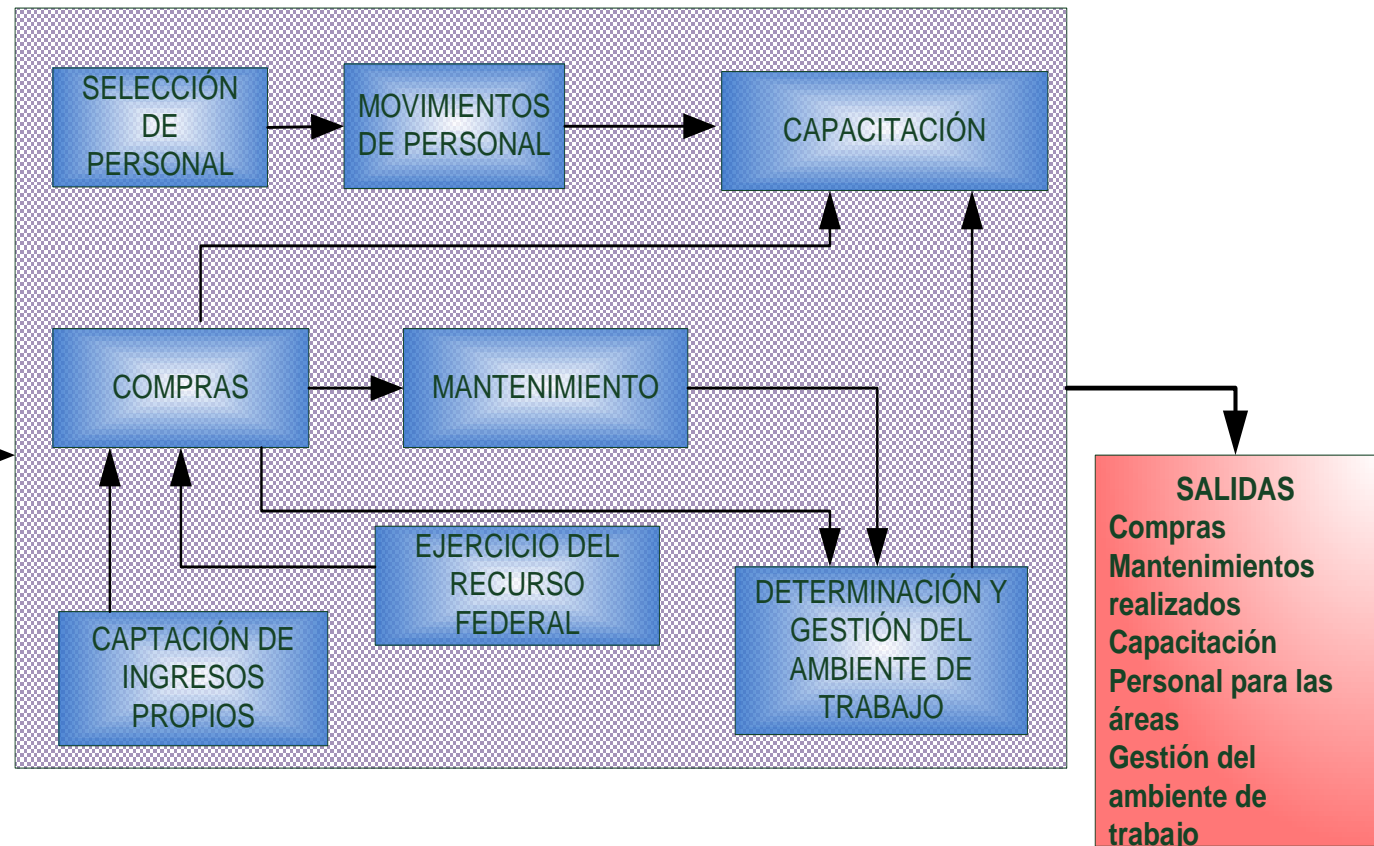 SELECCIÓN
DE
PERSONAL
MOVIMIENTOS
DE PERSONAL
CAPACITACIÓN
COMPRAS
MANTENIMIENTO
EJERCICIO DEL
RECURSO
FEDERAL
CAPTACIÓN DE
INGRESOS
PROPIOS
DETERMINACIÓN Y
GESTIÓN DEL
AMBIENTE DE
TRABAJO
SALIDAS
Compras
Mantenimientos
realizados
Capacitación
Personal para las
áreas
Gestión del
ambiente de
trabajo